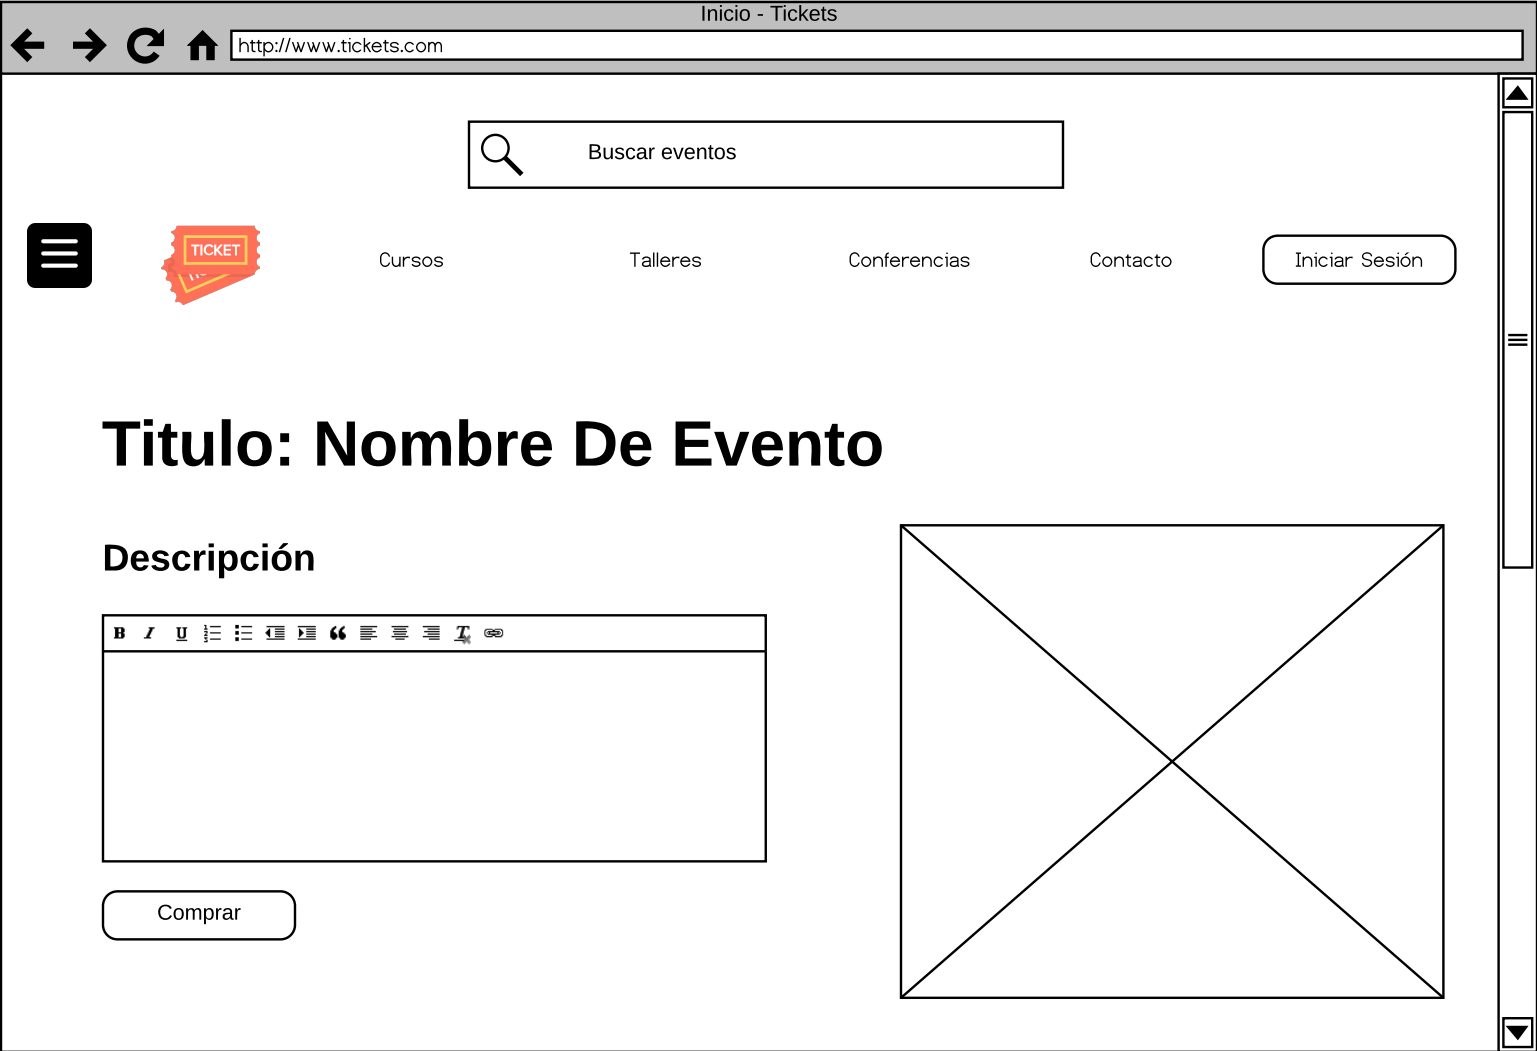 Inicio - Tickets
http://www.tickets.com
Buscar eventos
TICKET
Cursos
Talleres
Conferencias
Contacto
Iniciar Sesión
Titulo: Nombre De Evento
Descripción
B I U T
Comprar